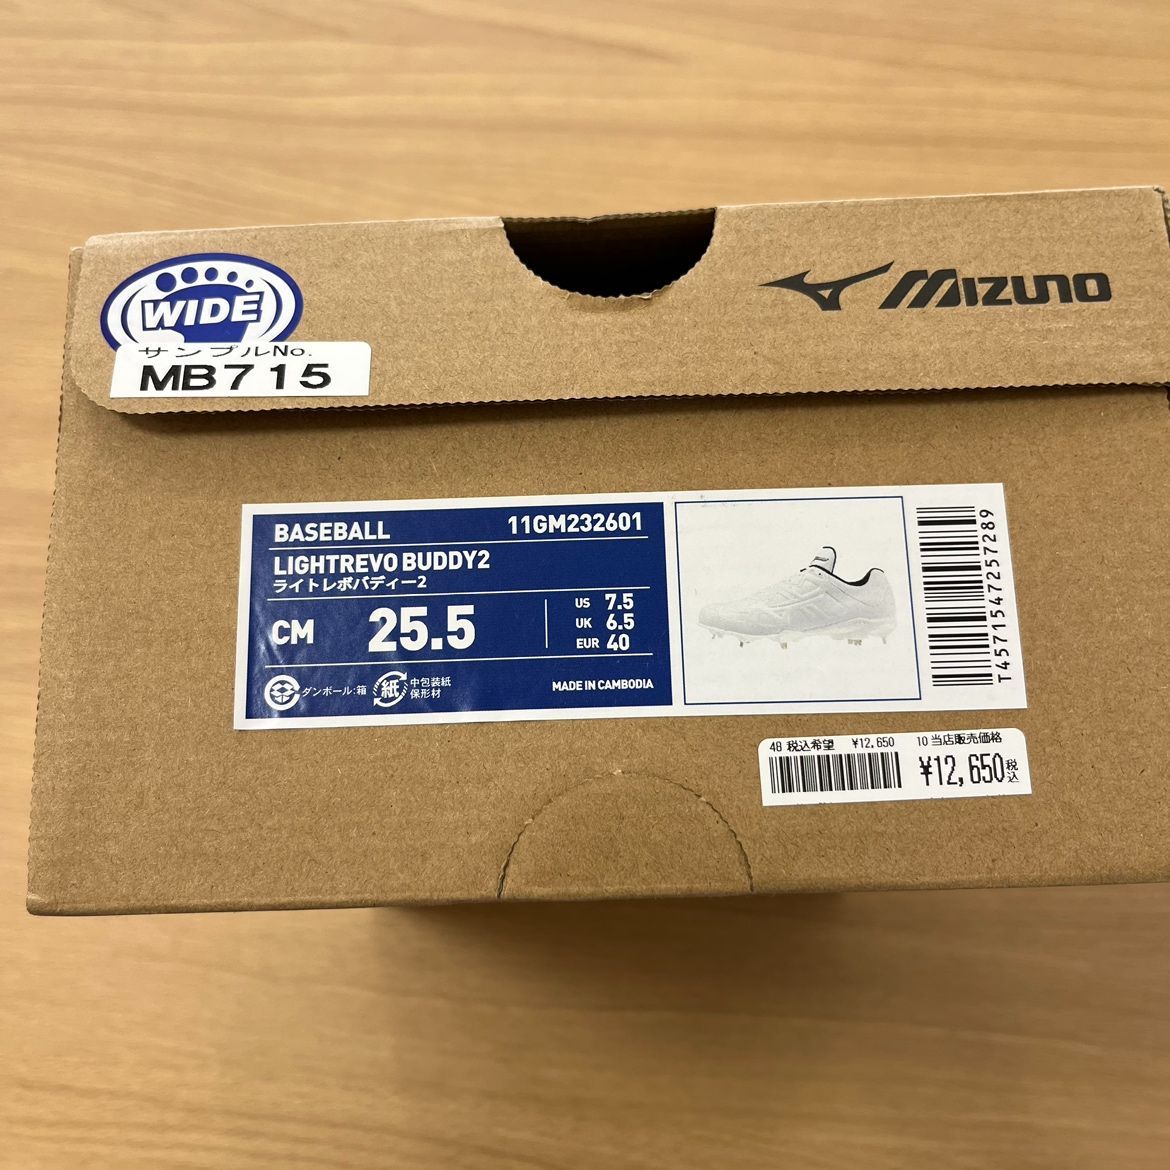 WIDE
MIZUNO
サンプルNo.
MB715
BASEBALL 11GM232601
LIGHTREVO BUDDY2
ライトレボバディー2
CM 25.5
US 7.5
UK 6.5
EUR 40
ダンボール:箱
紙 中包装紙
保形材
MADE IN CAMBODIA
T4571547257289
48 税込希望 ¥12,650 10 当店販売価格
¥12,650税込